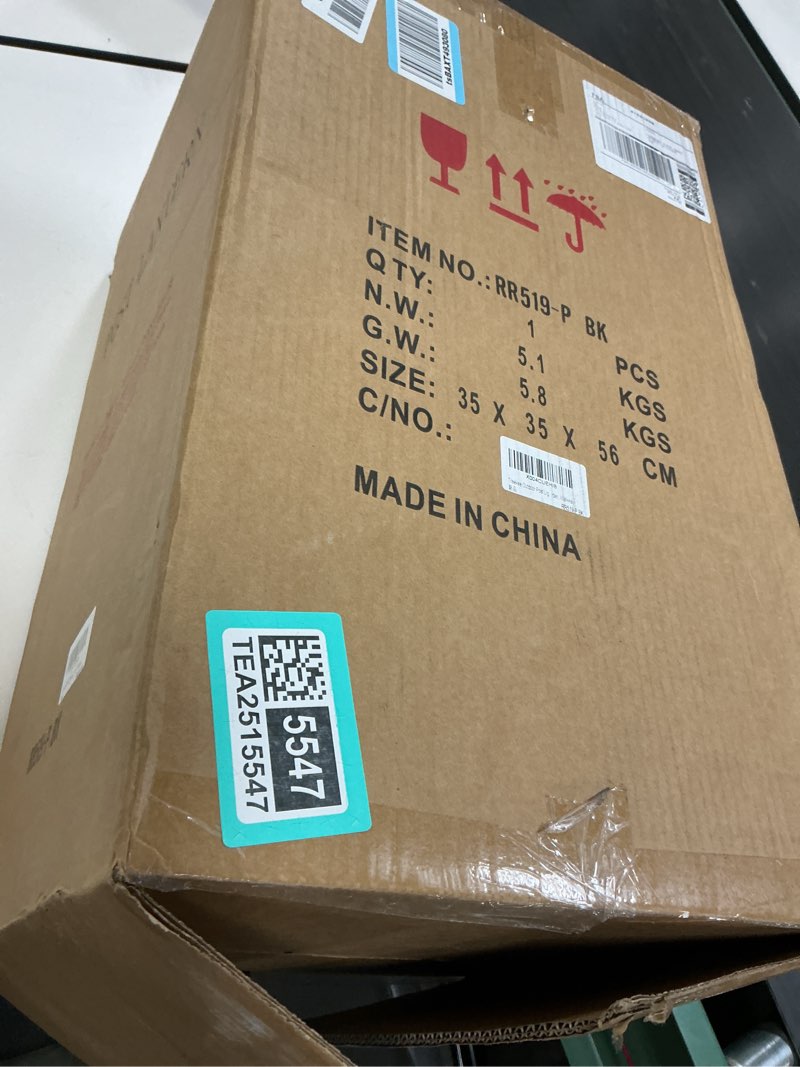 tsBAXT493080
ITEM NO.: RR519-P BK
QTY: 1 PCS
N.W.: 5.1 KGS
G.W.: 5.8 KGS
SIZE: 35 X 35 X 56 CM
C/NO.:
MADE IN CHINA
TEA2515547
5547